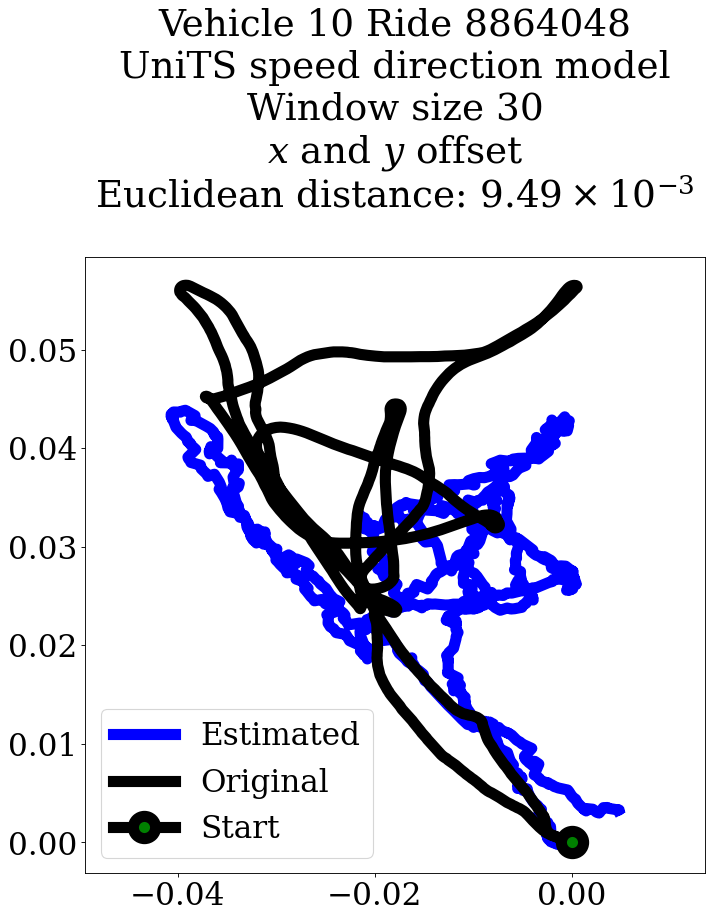 Vehicle 10 Ride 8864048
UniTS speed direction model
Window size 30
x and y offset
Euclidean distance: 9.49 × 10⁻³
0.05
0.04
0.03
0.02
0.01
0.00
Estimated
Original
Start
−0.04 −0.02 0.00